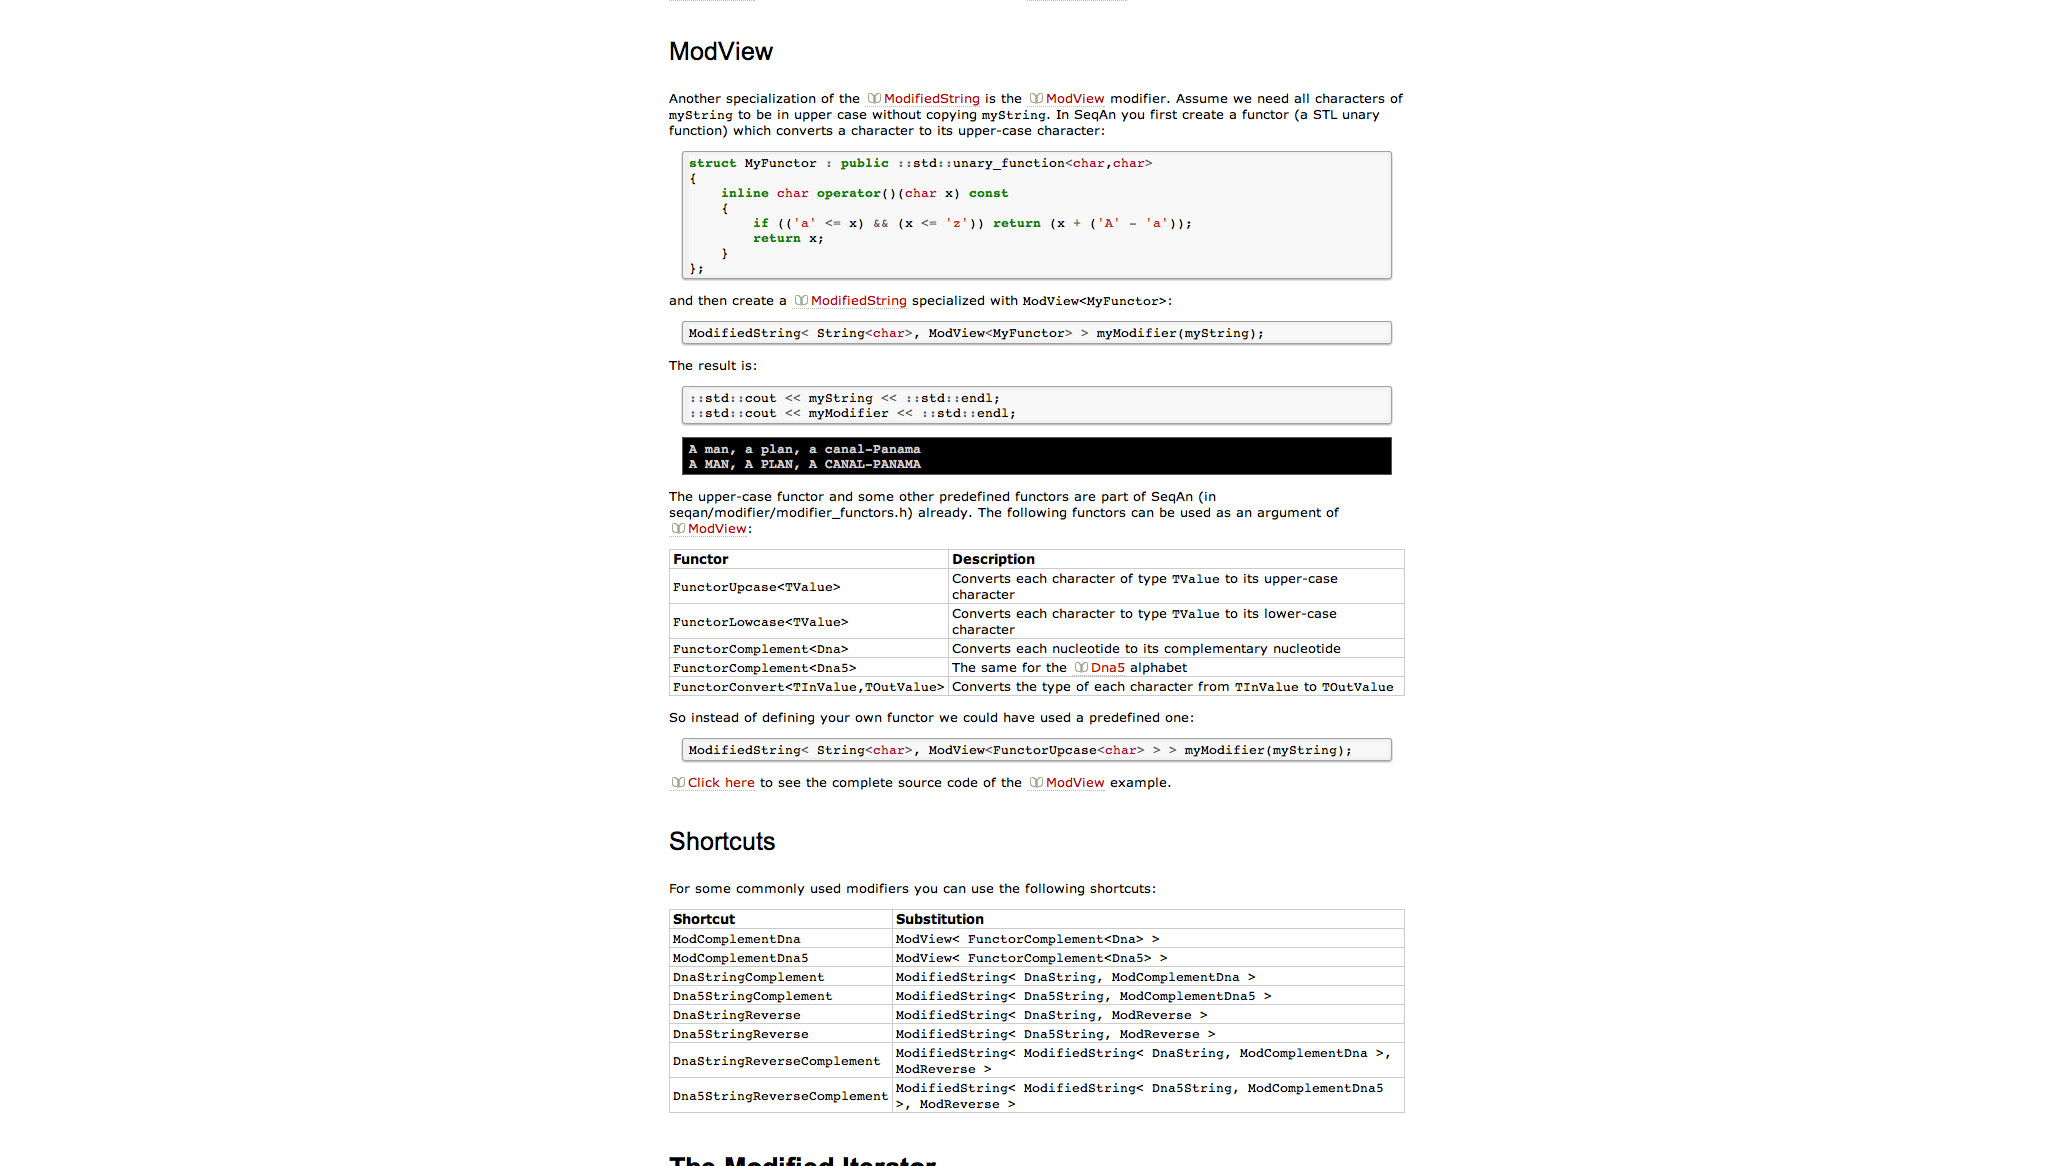 ModView
Another specialization of the ModifiedString is the ModView modifier. Assume we need all characters of
myString to be in upper case without copying myString. In SeqAn you first create a functor (a STL unary
function) which converts a character to its upper-case character:
struct MyFunctor : public ::std::unary_function<char,char>
{
    inline char operator()(char x) const
    {
        if (('a' <= x) && (x <= 'z')) return (x + ('A' - 'a'));
        return x;
    }
};
and then create a ModifiedString specialized with ModView<MyFunctor>:
ModifiedString< String<char>, ModView<MyFunctor> > myModifier(myString);
The result is:
::std::cout << myString << ::std::endl;
::std::cout << myModifier << ::std::endl;
A man, a plan, a canal-Panama
A MAN, A PLAN, A CANAL-PANAMA
The upper-case functor and some other predefined functors are part of SeqAn (in
seqan/modifier/modifier_functors.h) already. The following functors can be used as an argument of
ModView:
Functor Description
FunctorUpcase<TValue> Converts each character of type TValue to its upper-case
character
FunctorLowcase<TValue> Converts each character to type TValue to its lower-case
character
FunctorComplement<Dna> Converts each nucleotide to its complementary nucleotide
FunctorComplement<Dna5> The same for the Dna5 alphabet
FunctorConvert<TInValue,TOutValue> Converts the type of each character from TInValue to TOutValue
So instead of defining your own functor we could have used a predefined one:
ModifiedString< String<char>, ModView<FunctorUpcase<char> > > myModifier(myString);
Click here to see the complete source code of the ModView example.
Shortcuts
For some commonly used modifiers you can use the following shortcuts:
Shortcut Substitution
ModComplementDna ModView< FunctorComplement<Dna> >
ModComplementDna5 ModView< FunctorComplement<Dna5> >
DnaStringComplement ModifiedString< DnaString, ModComplementDna >
Dna5StringComplement ModifiedString< Dna5String, ModComplementDna5 >
DnaStringReverse ModifiedString< DnaString, ModReverse >
Dna5StringReverse ModifiedString< Dna5String, ModReverse >
DnaStringReverseComplement ModifiedString< ModifiedString< DnaString, ModComplementDna >,
ModReverse >
Dna5StringReverseComplement ModifiedString< ModifiedString< Dna5String, ModComplementDna5
>, ModReverse >
The Modified Iterator